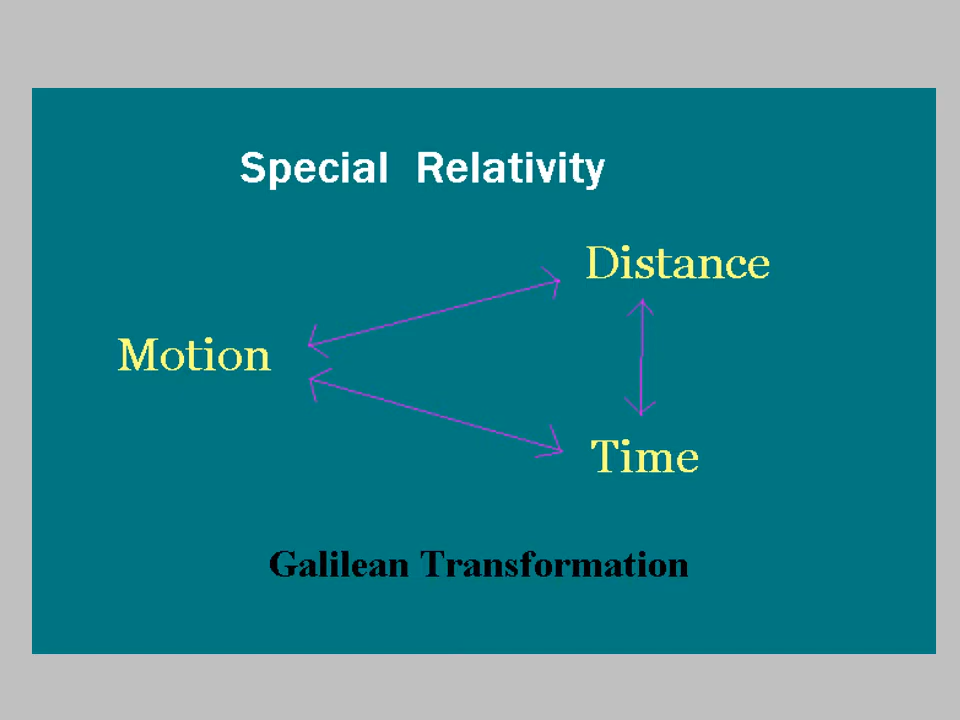 Special Relativity
Distance
Motion
Time
Galilean Transformation